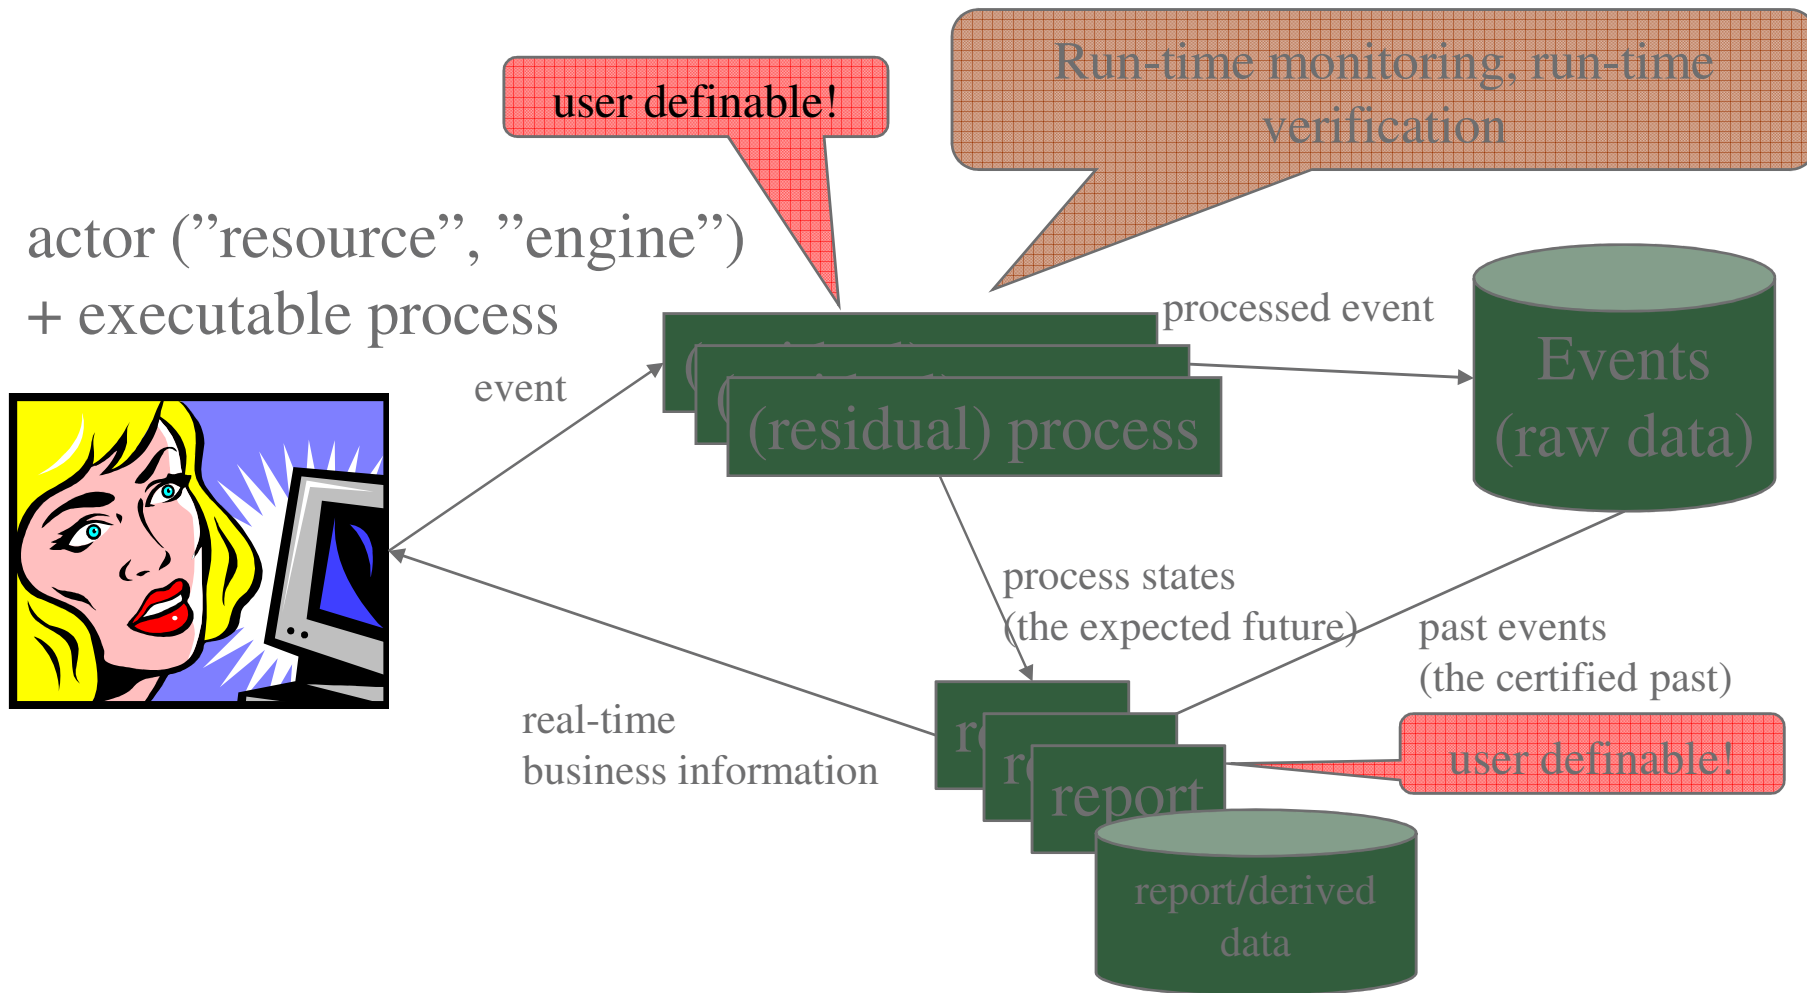 user definable!
Run-time monitoring, run-time
verification
actor (”resource”, ”engine”)
+ executable process
event
processed event
(residual) process
Events
(raw data)
process states
(the expected future)
past events
(the certified past)
real-time
business information
user definable!
report
report/derived
data